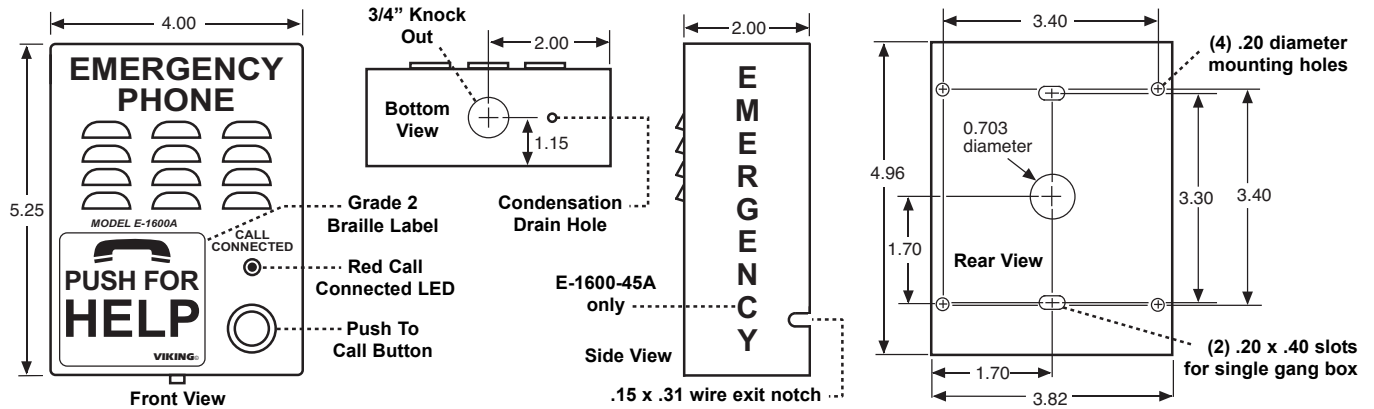 4.00
5.25
EMERGENCY
PHONE
MODEL E-1600A
CALL
CONNECTED
PUSH FOR
HELP
VIKING
Front View
Grade 2
Braille Label
Red Call
Connected LED
Push To
Call Button
3/4” Knock
Out
2.00
Bottom
View
1.15
Condensation
Drain Hole
2.00
EMERGENCY
E-1600-45A
only
Side View
.15 x .31 wire exit notch
3.40
(4) .20 diameter
mounting holes
0.703
diameter
4.96
1.70
3.30
3.40
Rear View
(2) .20 x .40 slots
for single gang box
1.70
3.82